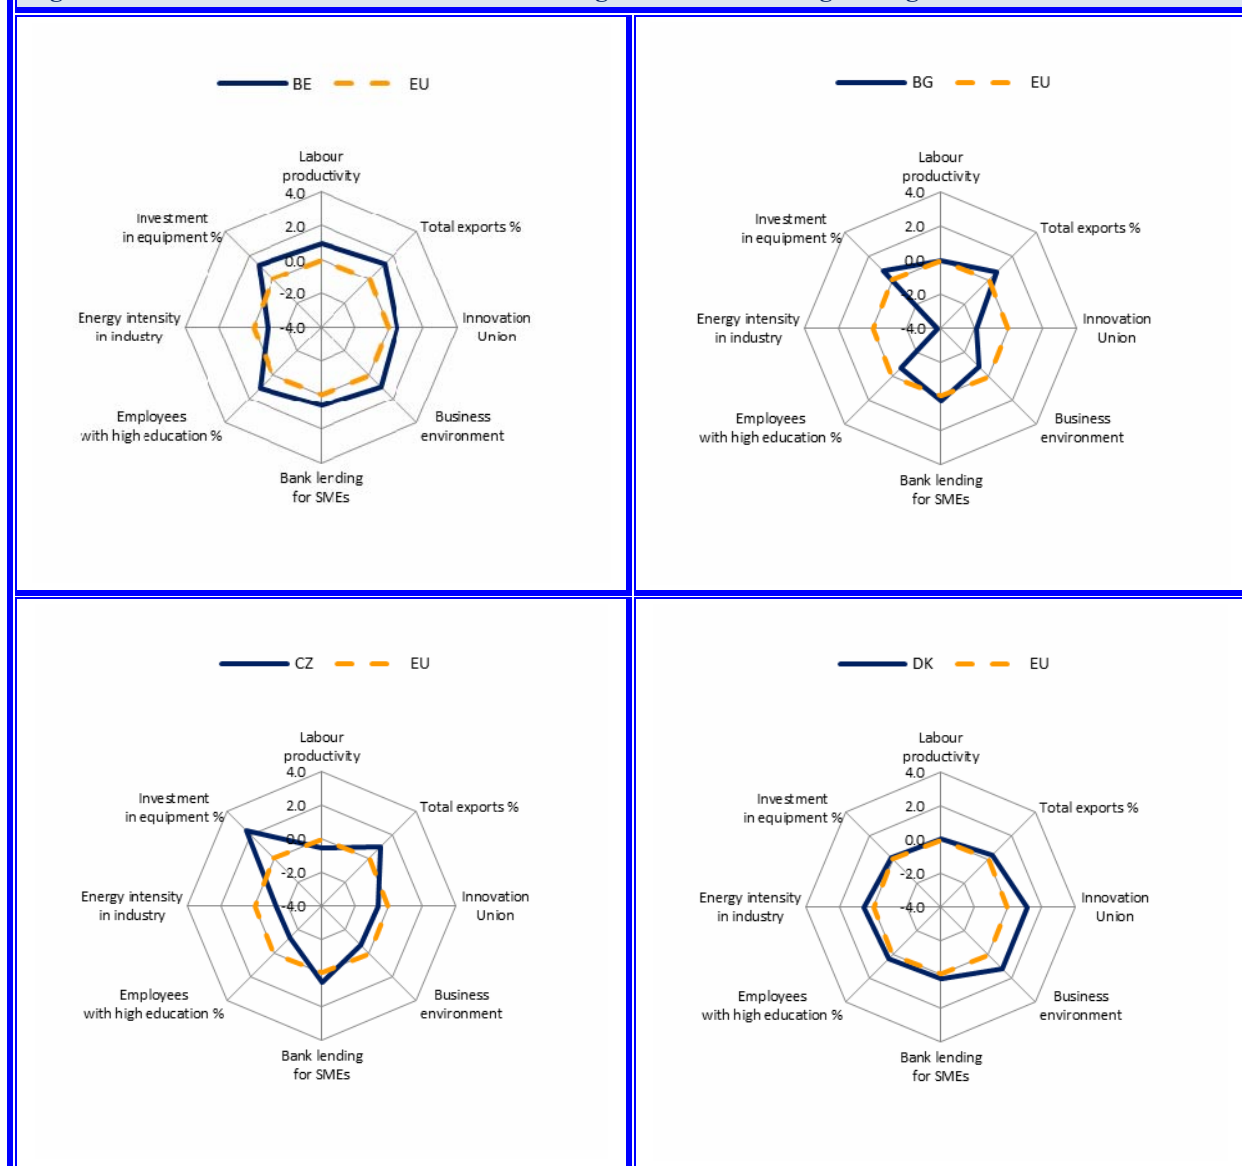 BE EU
Labour
productivity
4.0
Investment
in equipment %
Total exports %
2.0
0.0
-2.0
Energy intensity
in industry
-4.0
Innovation
Union
Employees
with high education %
Business
environment
Bank lending
for SMEs
BG EU
Labour
productivity
4.0
Investment
in equipment %
Total exports %
2.0
0.0
-2.0
Energy intensity
in industry
-4.0
Innovation
Union
Employees
with high education %
Business
environment
Bank lending
for SMEs
CZ EU
Labour
productivity
4.0
Investment
in equipment %
Total exports %
2.0
0.0
-2.0
Energy intensity
in industry
-4.0
Innovation
Union
Employees
with high education %
Business
environment
Bank lending
for SMEs
DK EU
Labour
productivity
4.0
Investment
in equipment %
Total exports %
2.0
0.0
-2.0
Energy intensity
in industry
-4.0
Innovation
Union
Employees
with high education %
Business
environment
Bank lending
for SMEs